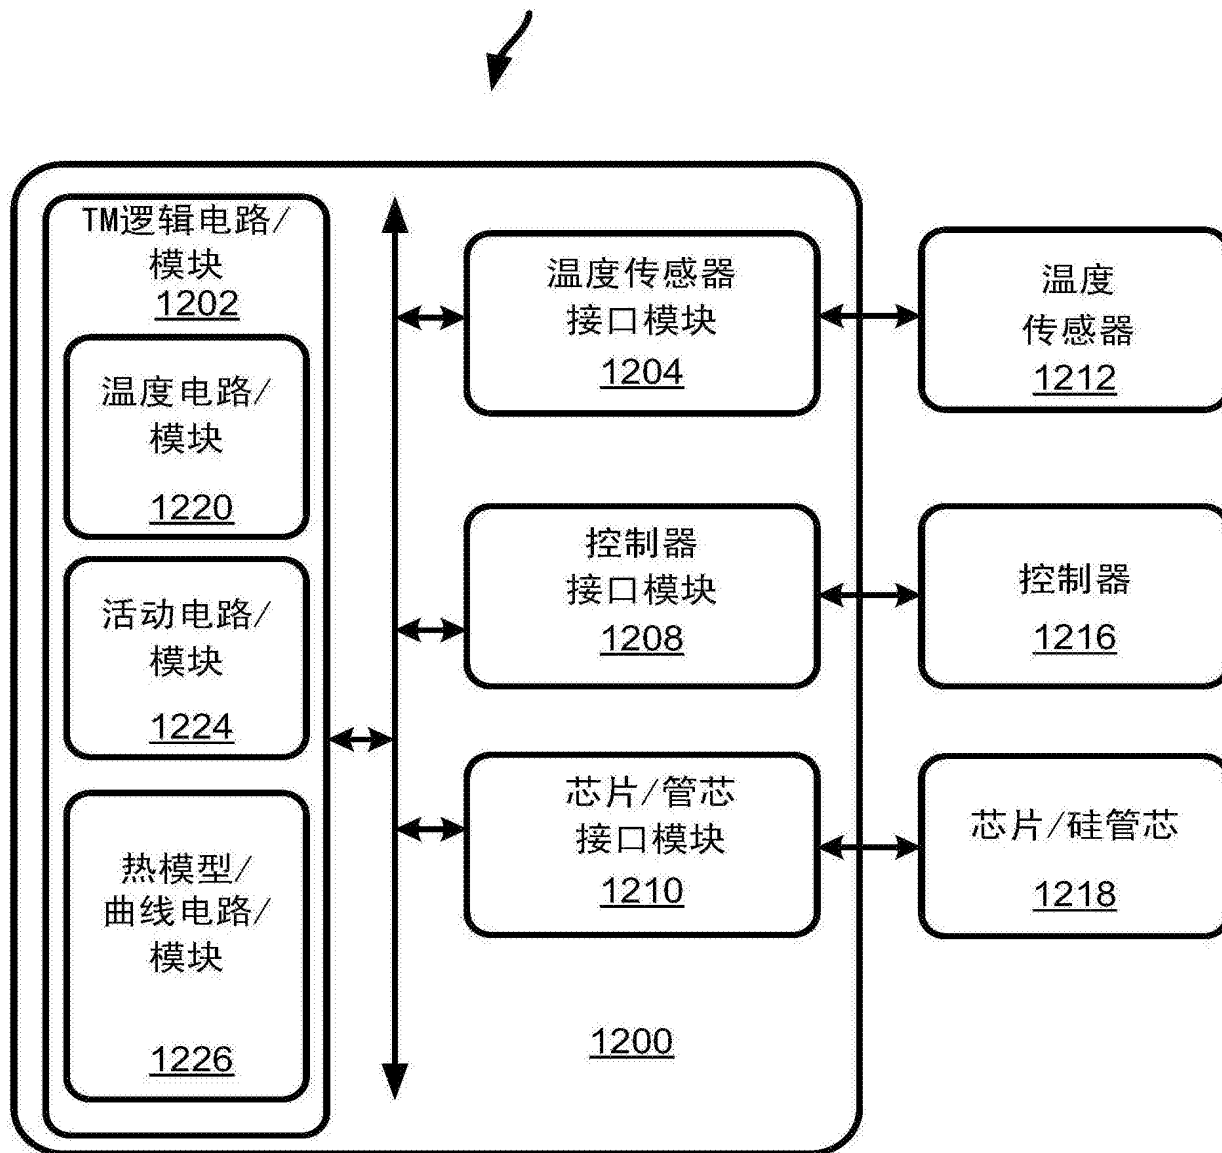 TM逻辑电路/
模块
1202
温度电路/
模块
1220
活动电路/
模块
1224
热模型/
曲线电路/
模块
1226
温度传感器
接口模块
1204
控制器
接口模块
1208
芯片/管芯
接口模块
1210
1200
温度
传感器
1212
控制器
1216
芯片/硅管芯
1218